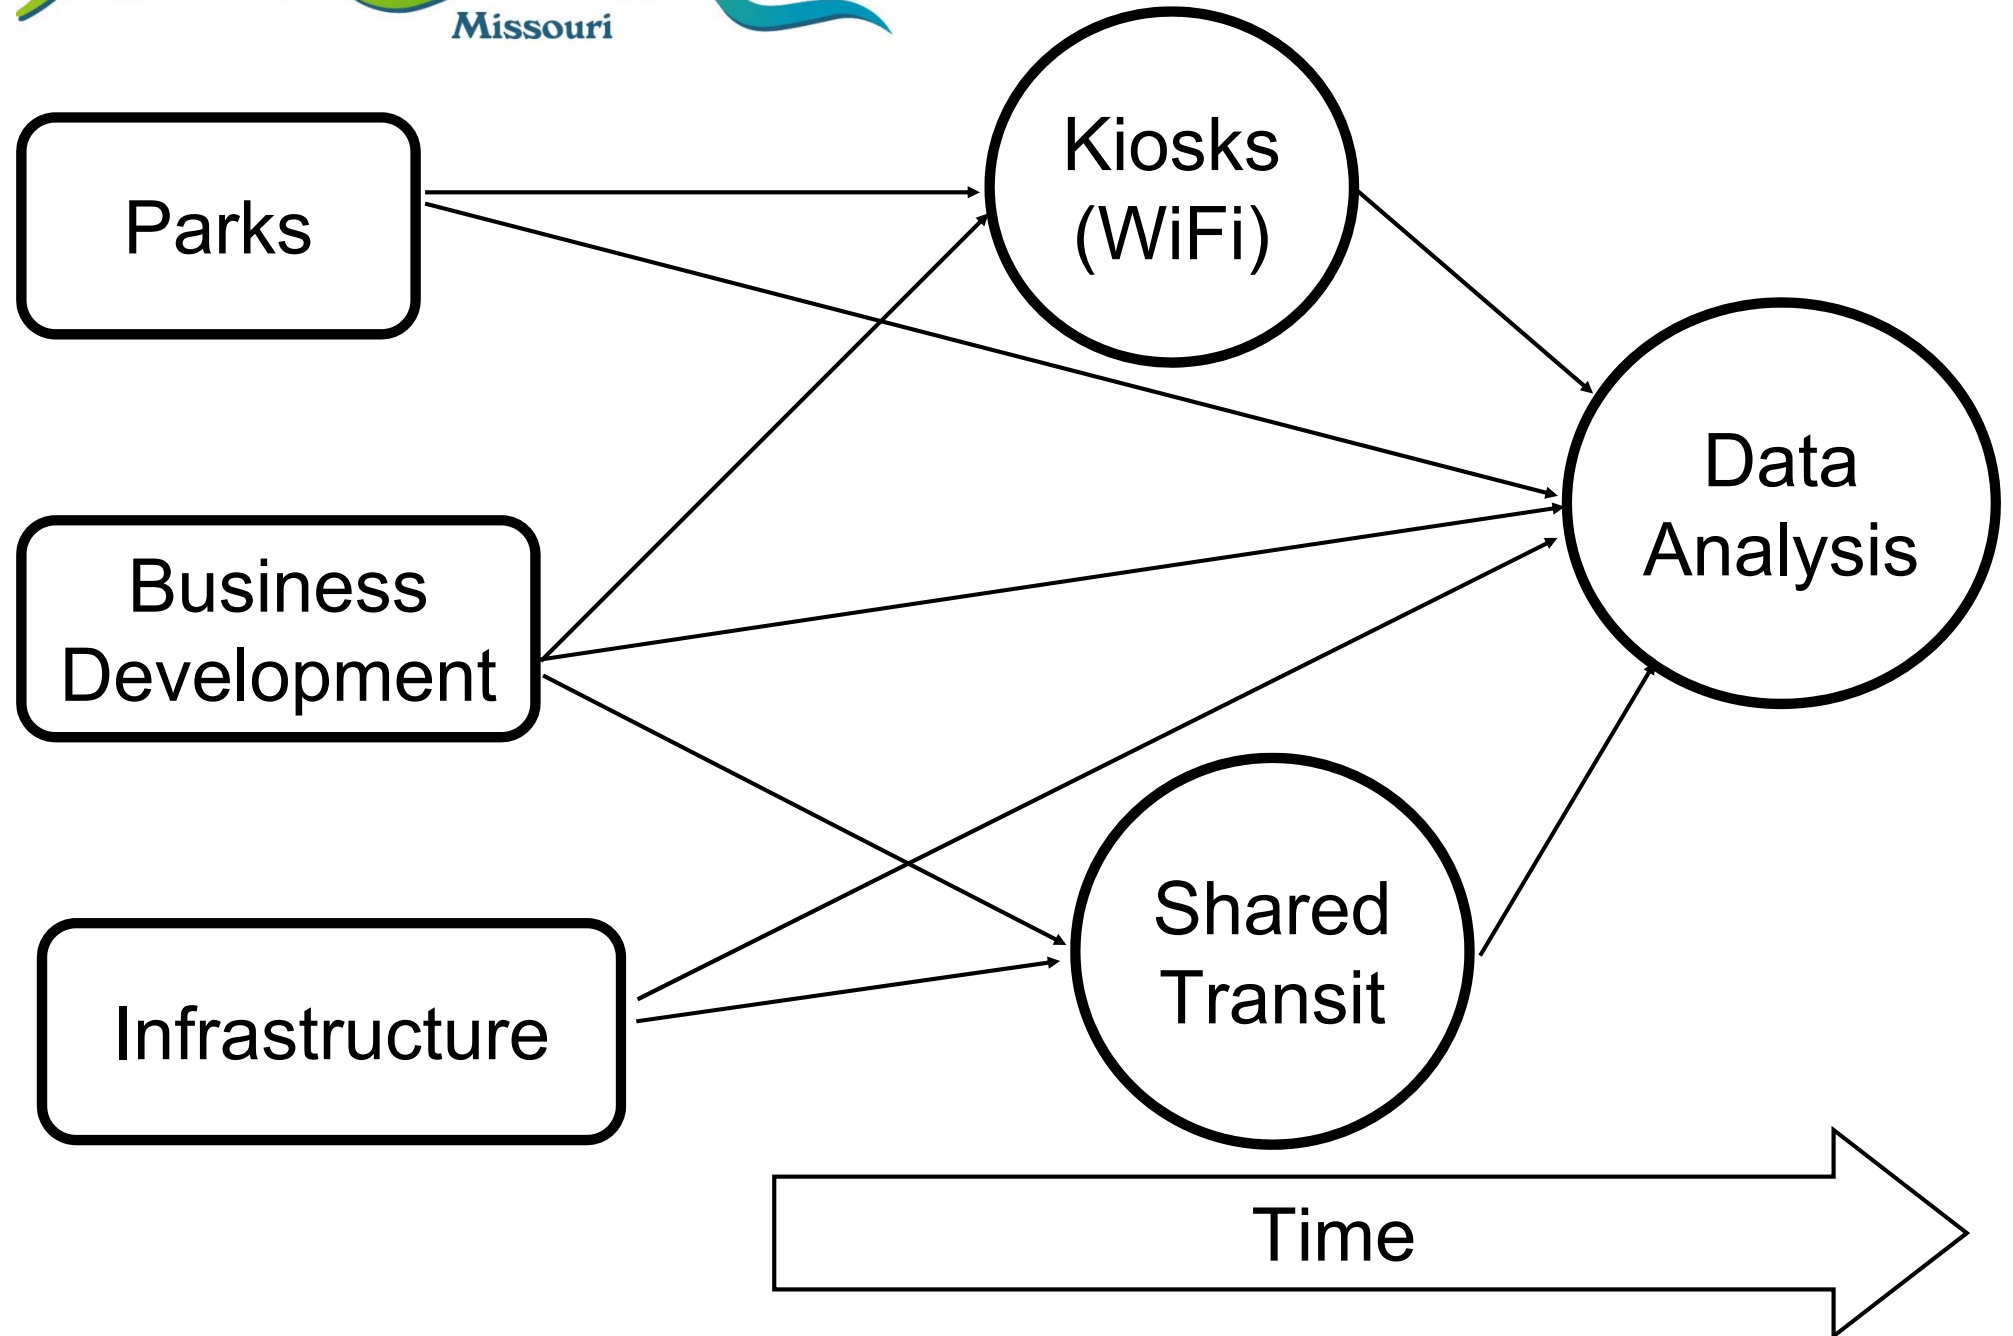 Missouri
Kiosks
(WiFi)
Parks
Data
Analysis
Business
Development
Shared
Transit
Infrastructure
Time